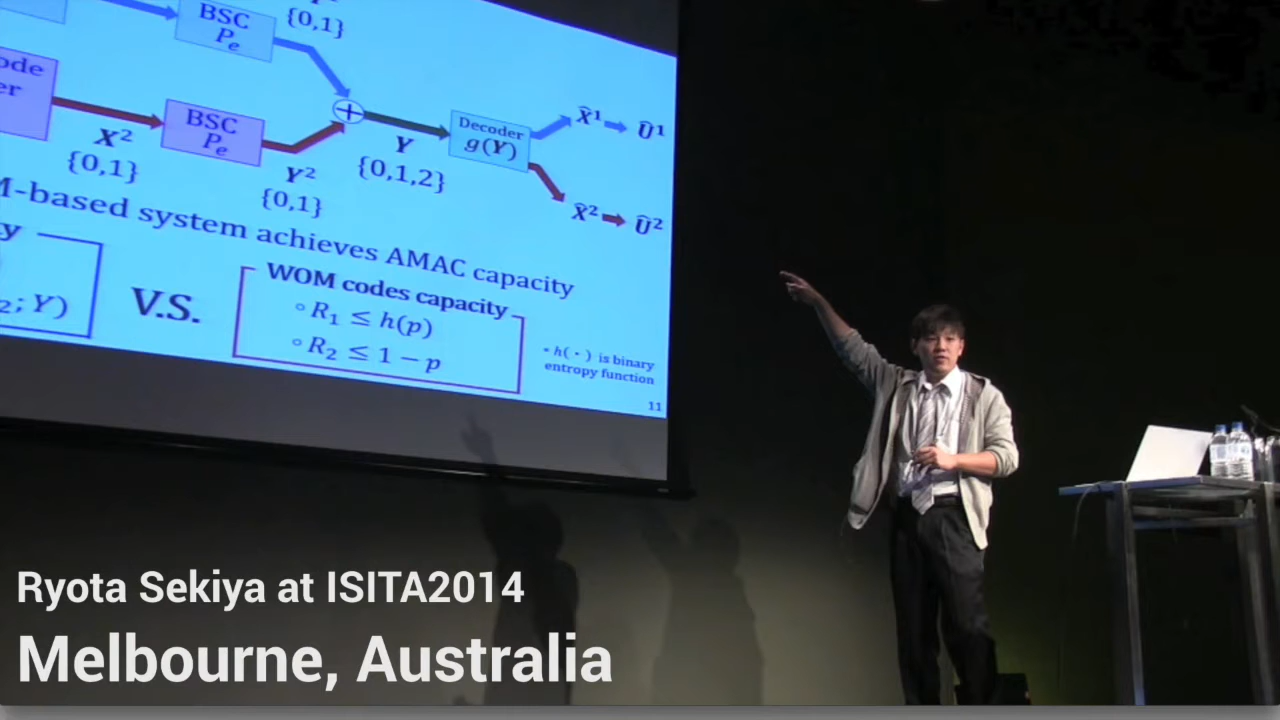 BSC
Pₑ
{0,1}
BSC
Pₑ
X²
{0,1}
Y²
{0,1}
Y
{0,1,2}
Decoder
g(Y)
X̂¹ ➡ Û¹
X̂² ➡ Û²
-based system achieves AMAC capacity
; Y)
V.S.
WOM codes capacity
∘ R₁ ≤ h(p)
∘ R₂ ≤ 1 − p
• h( · ) is binary
entropy function
11
Ryota Sekiya at ISITA2014
Melbourne, Australia